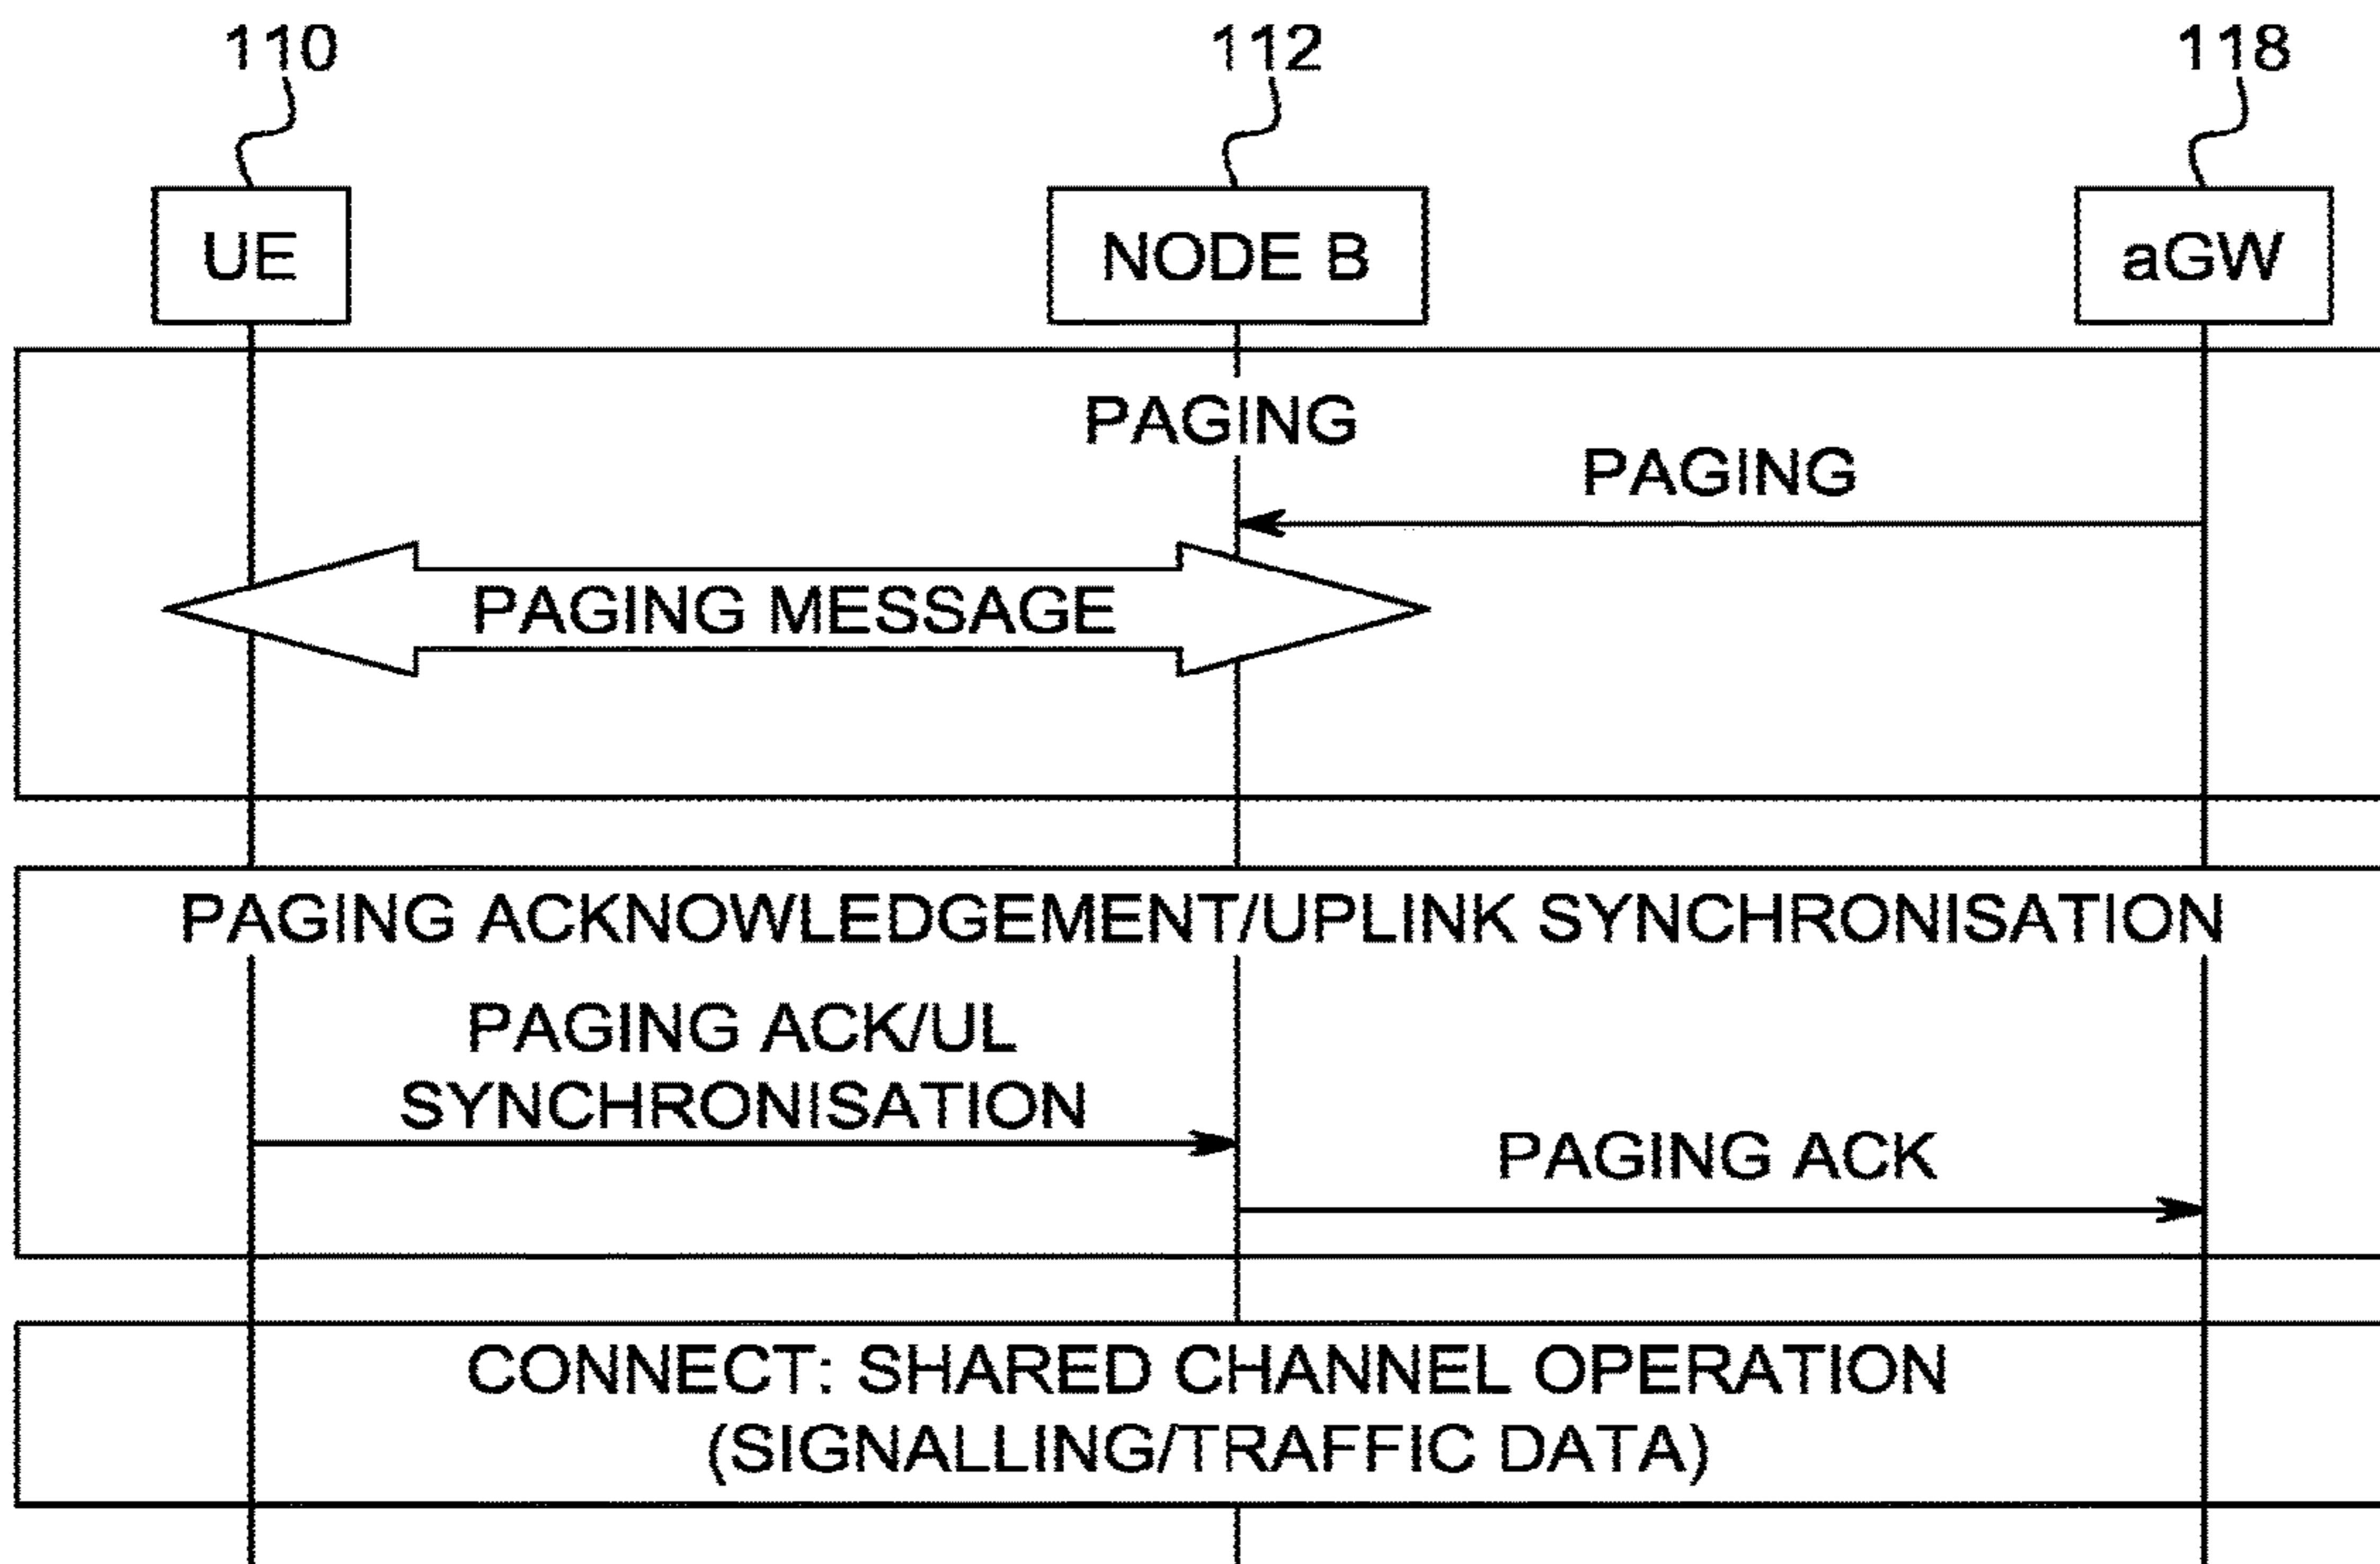 110
112
118
UE
NODE B
aGW
PAGING
PAGING
PAGING MESSAGE
PAGING ACKNOWLEDGEMENT/UPLINK SYNCHRONISATION
PAGING ACK/UL
SYNCHRONISATION
PAGING ACK
CONNECT: SHARED CHANNEL OPERATION
(SIGNALLING/TRAFFIC DATA)